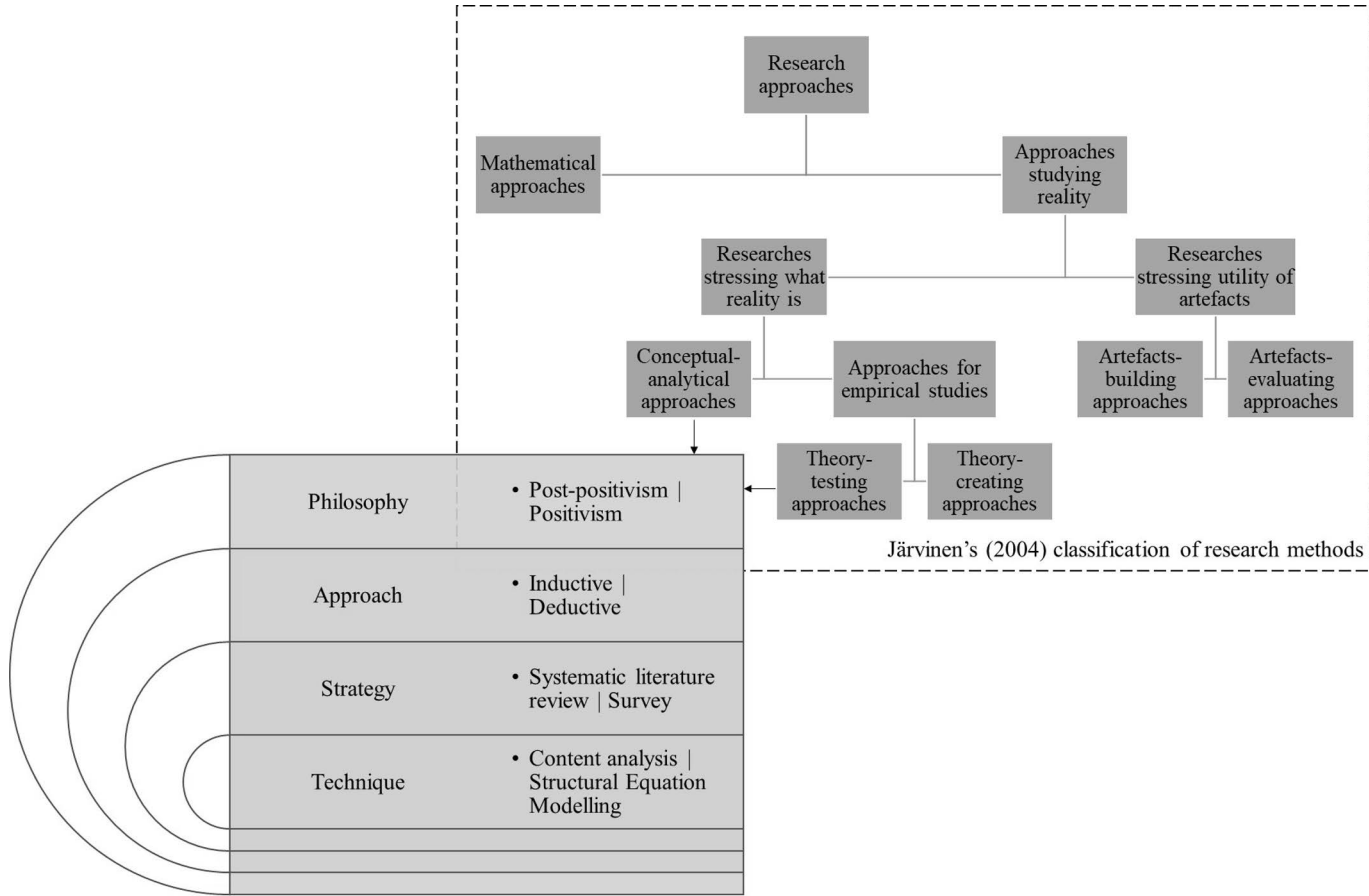 Research
approaches
Mathematical
approaches
Approaches
studying
reality
Researches
stressing what
reality is
Researches
stressing utility of
artefacts
Conceptual-
analytical
approaches
Approaches for
empirical studies
Artefacts-
building
approaches
Artefacts-
evaluating
approaches
Theory-
testing
approaches
Theory-
creating
approaches
Järvinen's (2004) classification of research methods
Philosophy
• Post-positivism |
Positivism
Approach
• Inductive |
Deductive
Strategy
• Systematic literature
review | Survey
Technique
• Content analysis |
Structural Equation
Modelling